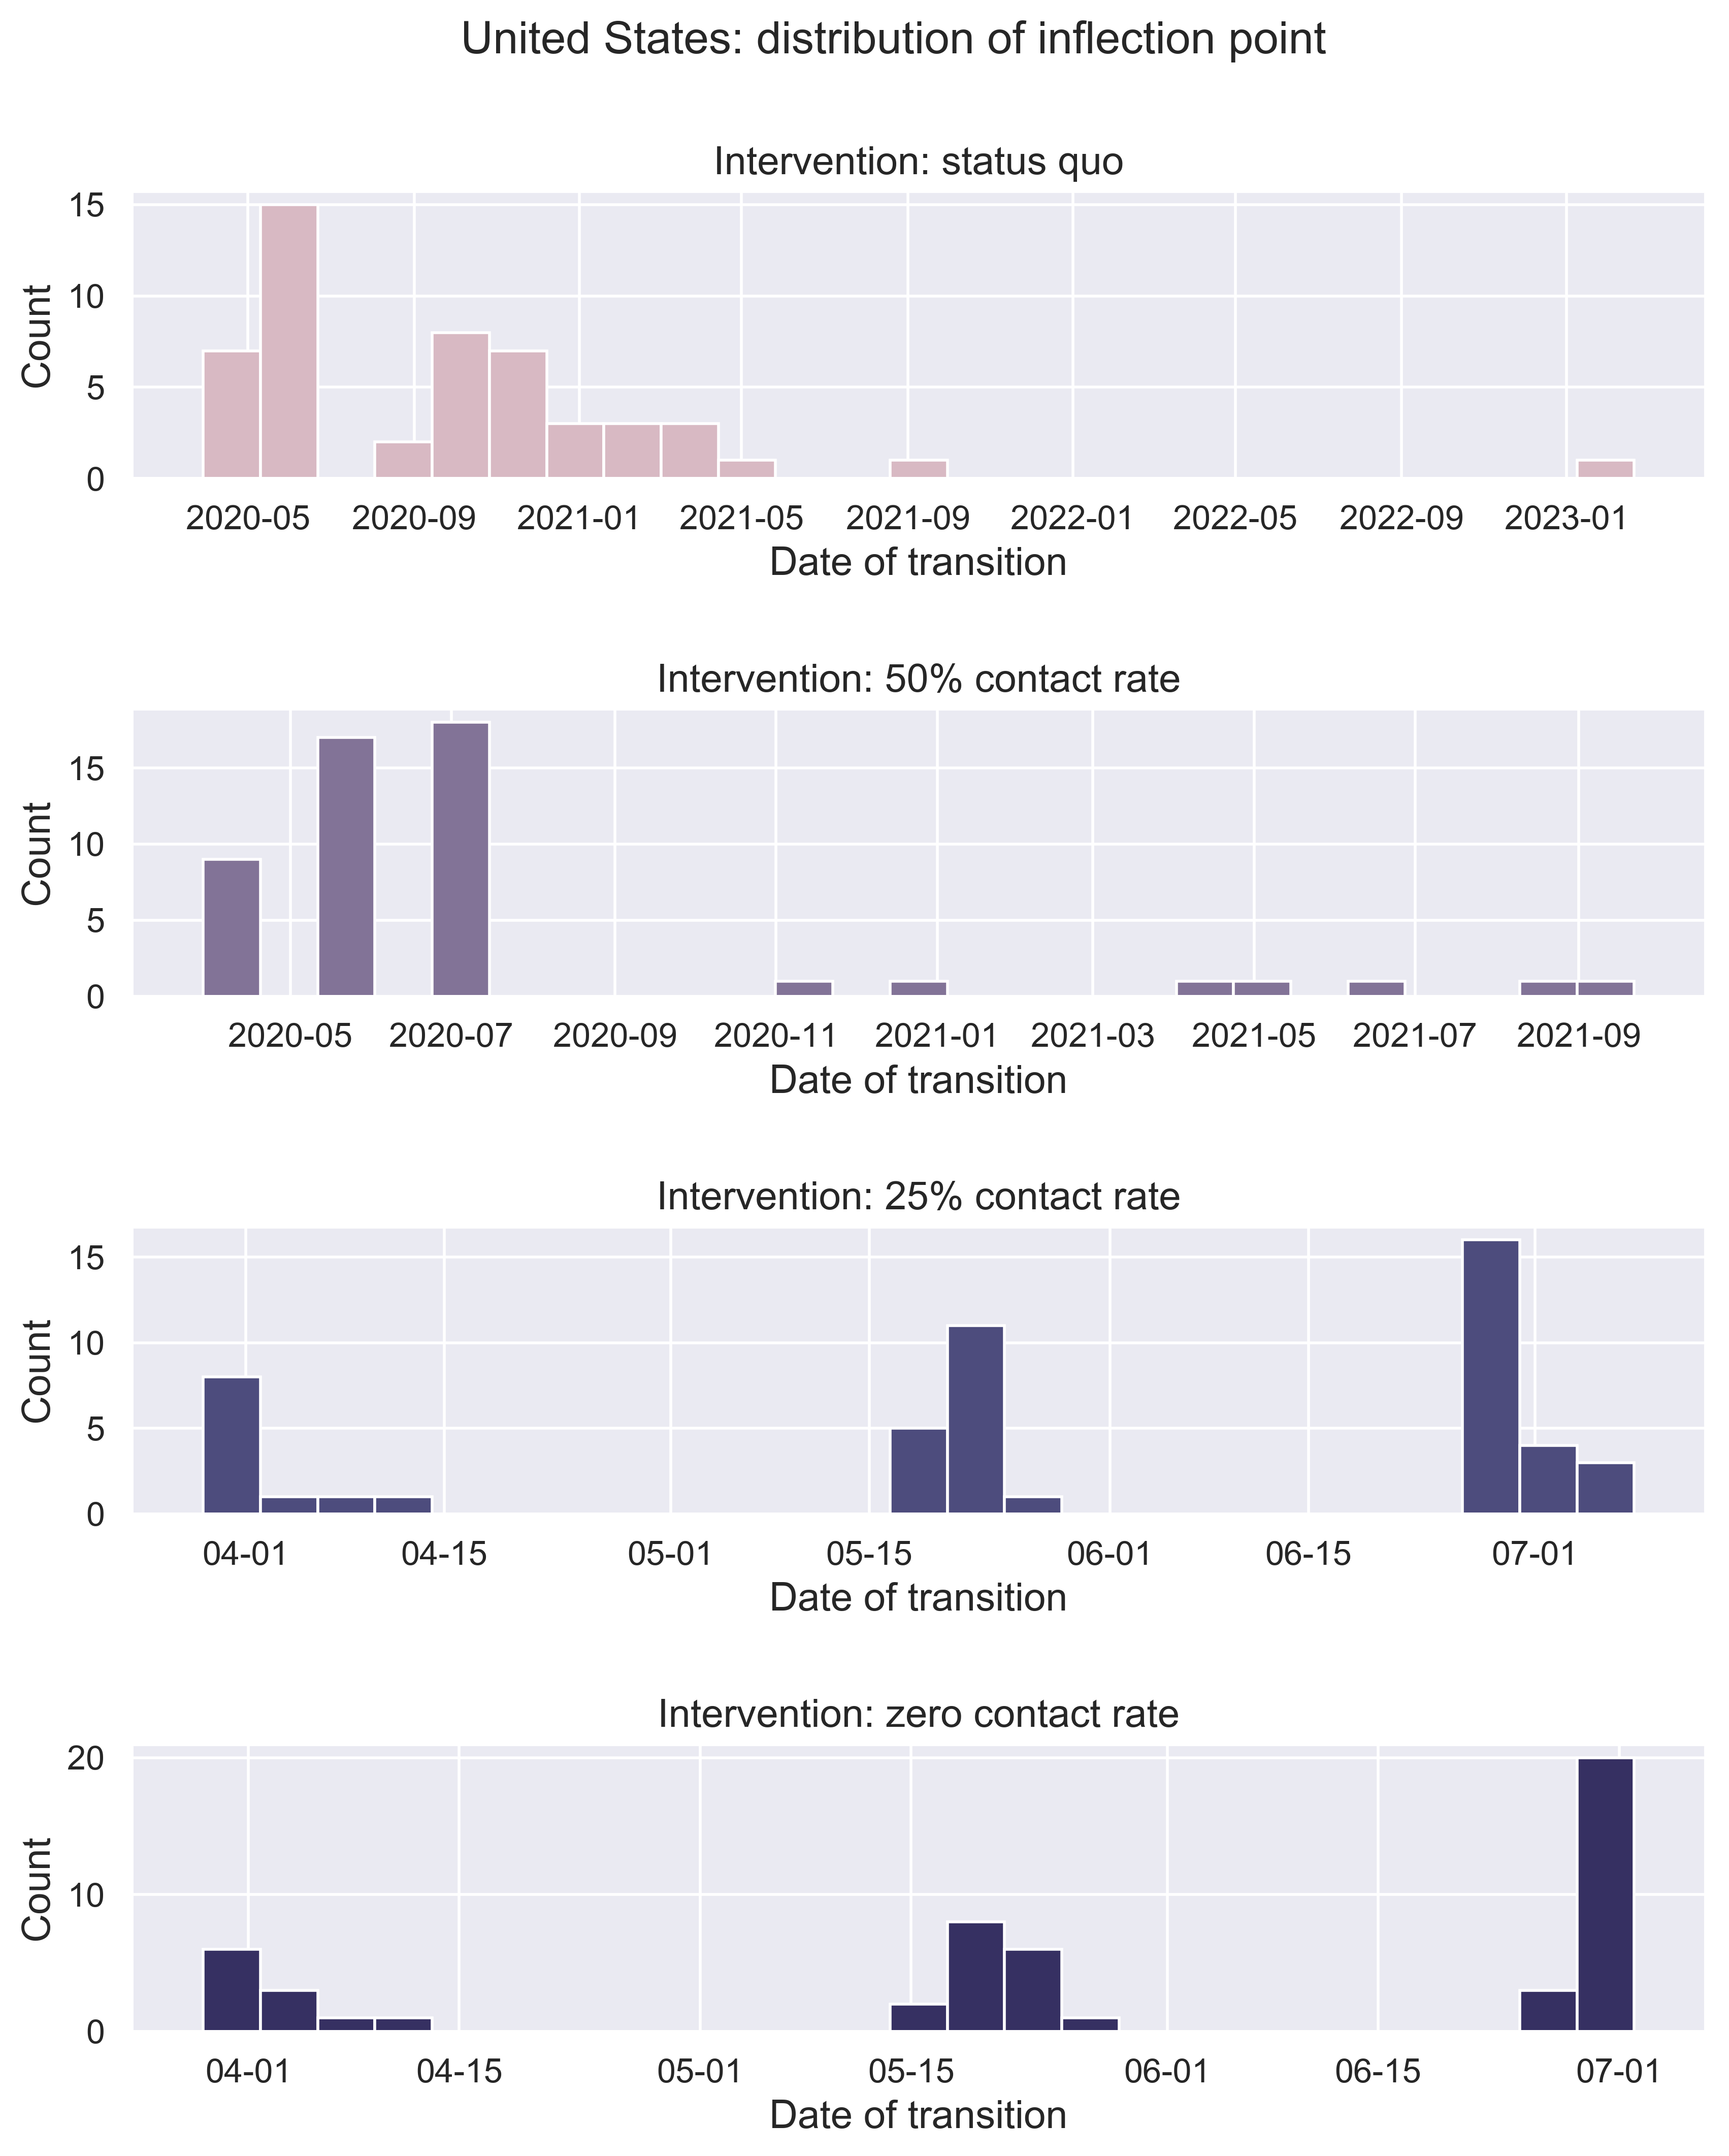 United States: distribution of inflection point
Intervention: status quo
Count
15
10
5
0
2020-05 2020-09 2021-01 2021-05 2021-09 2022-01 2022-05 2022-09 2023-01
Date of transition
Intervention: 50% contact rate
Count
15
10
5
0
2020-05 2020-07 2020-09 2020-11 2021-01 2021-03 2021-05 2021-07 2021-09
Date of transition
Intervention: 25% contact rate
Count
15
10
5
0
04-01 04-15 05-01 05-15 06-01 06-15 07-01
Date of transition
Intervention: zero contact rate
Count
20
10
0
04-01 04-15 05-01 05-15 06-01 06-15 07-01
Date of transition